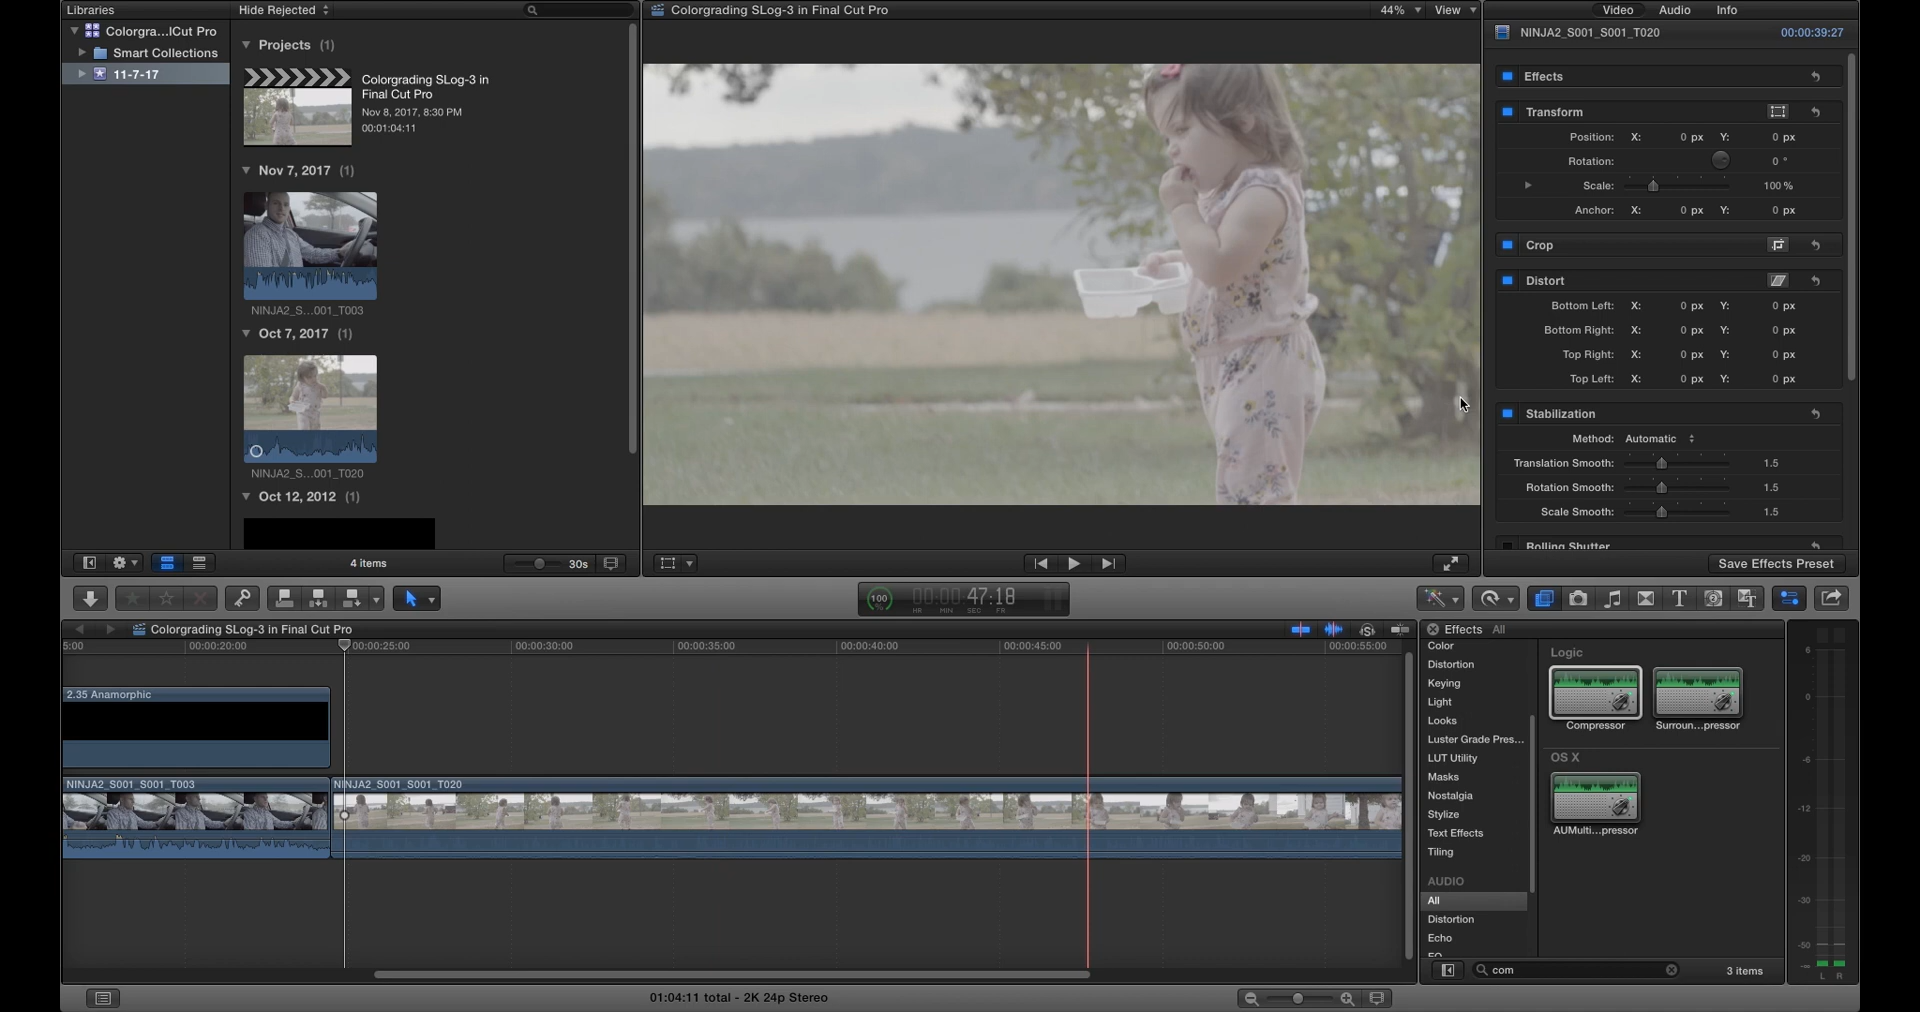 Libraries
Colorgra...lCut Pro
Smart Collections
11-7-17
Hide Rejected
Projects (1)
Colorgrading SLog-3 in
Final Cut Pro
Nov 8, 2017, 8:30 PM
00:01:04:11
Nov 7, 2017 (1)
NINJA2_S...001_T003
Oct 7, 2017 (1)
NINJA2_S...001_T020
Oct 12, 2012 (1)
4 items
30s
Colorgrading SLog-3 in Final Cut Pro
44%
View
Video Audio Info
NINJA2_S001_S001_T020 00:00:39:27
Effects
Transform
Position: X: 0 px Y: 0 px
Rotation: 0 °
Scale: 100 %
Anchor: X: 0 px Y: 0 px
Crop
Distort
Bottom Left: X: 0 px Y: 0 px
Bottom Right: X: 0 px Y: 0 px
Top Right: X: 0 px Y: 0 px
Top Left: X: 0 px Y: 0 px
Stabilization
Method: Automatic
Translation Smooth: 1.5
Rotation Smooth: 1.5
Scale Smooth: 1.5
Rolling Shutter
Save Effects Preset
100 %
00:00:47:18
HR MIN SEC FR
Colorgrading SLog-3 in Final Cut Pro
5:00 00:00:20:00 00:00:25:00 00:00:30:00 00:00:35:00 00:00:40:00 00:00:45:00 00:00:50:00 00:00:55:00
2.35 Anamorphic
NINJA2_S001_S001_T003
NINJA2_S001_S001_T020
Effects All
Color
Distortion
Keying
Light
Looks
Luster Grade Pres...
LUT Utility
Masks
Nostalgia
Stylize
Text Effects
Tiling
AUDIO
All
Distortion
Echo
EQ
Logic
Compressor
Surroun...pressor
OS X
AUMulti...pressor
com
3 items
6
0
-6
-12
-20
-30
-50
-∞
L R
01:04:11 total - 2K 24p Stereo